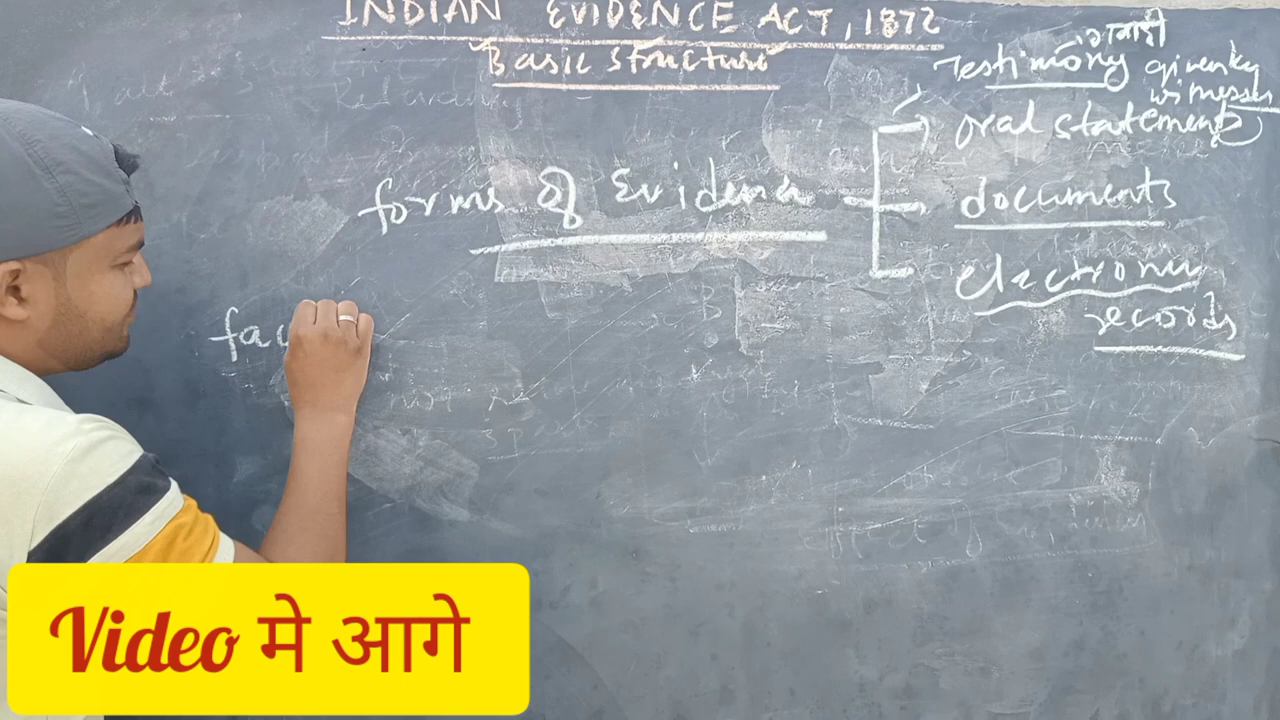 INDIAN EVIDENCE ACT, 1872
Basic Structure
गवाही
Testimony given by
witnesses
oral statements
forms of Evidence
documents
electronic
records
fac
Video मे आगे